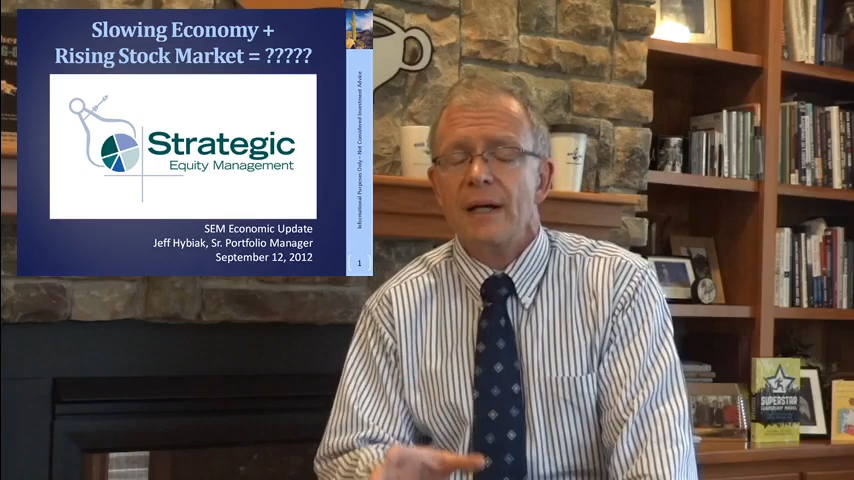 Slowing Economy +
Rising Stock Market = ?????
Strategic
Equity Management
SEM Economic Update
Jeff Hybiak, Sr. Portfolio Manager
September 12, 2012
Informational Purposes Only – Not Considered Investment Advice
1
SUPERSTAR